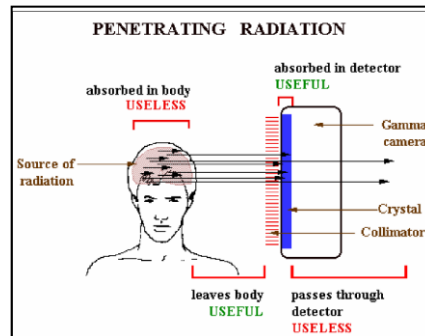 PENETRATING RADIATION
absorbed in detector
USEFUL
absorbed in body
USELESS
Gamma
camera
Source of
radiation
Crystal
Collimator
leaves body
USEFUL
passes through
detector
USELESS